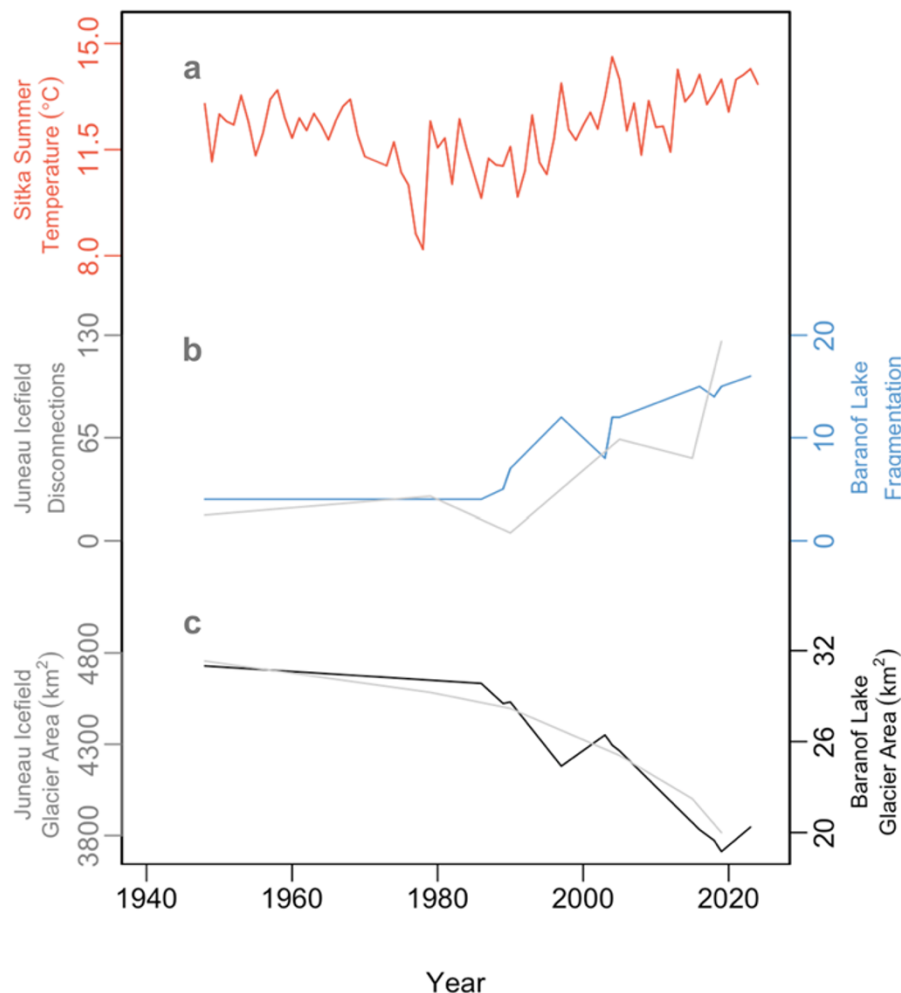 a
Sitka Summer
Temperature (°C)
15.0
11.5
8.0
b
Juneau Icefield
Disconnections
130
65
0
20
10
0
Baranof Lake
Fragmentation
c
Juneau Icefield
Glacier Area (km²)
4800
4300
3800
32
26
20
Baranof Lake
Glacier Area (km²)
1940 1960 1980 2000 2020
Year